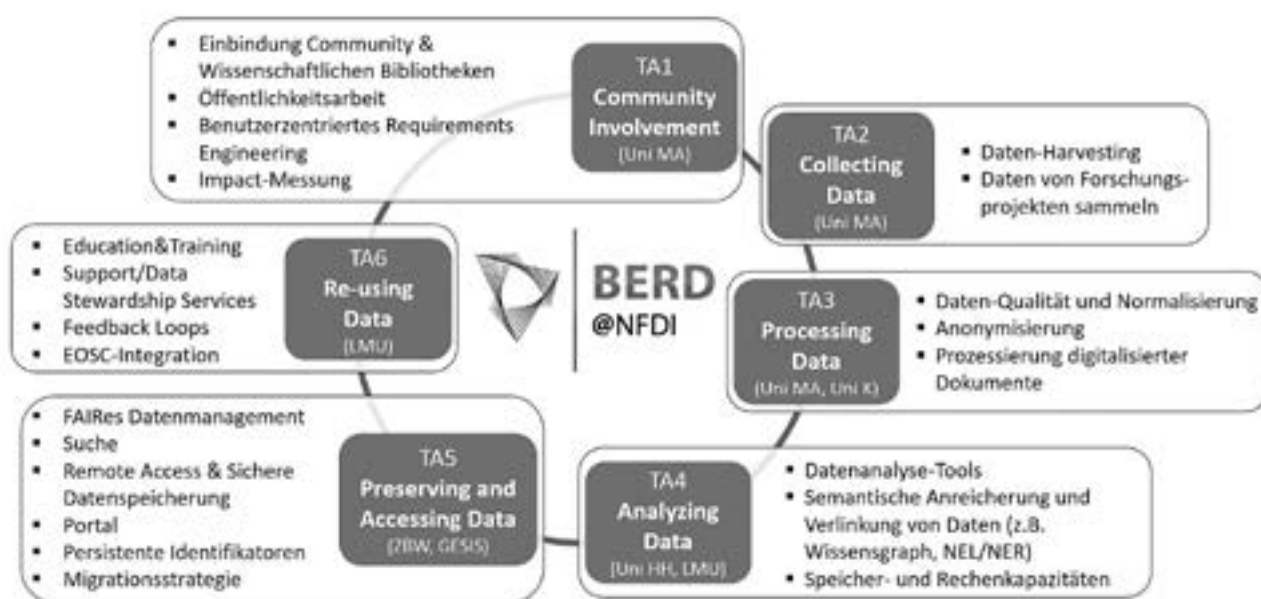 ▪ Einbindung Community &
Wissenschaftlichen Bibliotheken
▪ Öffentlichkeitsarbeit
▪ Benutzerzentriertes Requirements
Engineering
▪ Impact-Messung
TA1
Community
Involvement
(Uni MA)
TA2
Collecting
Data
(Uni MA)
▪ Daten-Harvesting
▪ Daten von Forschungs-
projekten sammeln
▪ Education&Training
▪ Support/Data
Stewardship Services
▪ Feedback Loops
▪ EOSC-Integration
TA6
Re-using
Data
(LMU)
BERD
@NFDI
TA3
Processing
Data
(Uni MA, Uni K)
▪ Daten-Qualität und Normalisierung
▪ Anonymisierung
▪ Prozessierung digitalisierter
Dokumente
▪ FAIRes Datenmanagement
▪ Suche
▪ Remote Access & Sichere
Datenspeicherung
▪ Portal
▪ Persistente Identifikatoren
▪ Migrationsstrategie
TA5
Preserving and
Accessing Data
(ZBW, GESIS)
TA4
Analyzing
Data
(Uni HH, LMU)
▪ Datenanalyse-Tools
▪ Semantische Anreicherung und
Verlinkung von Daten (z.B.
Wissensgraph, NEL/NER)
▪ Speicher- und Rechenkapazitäten